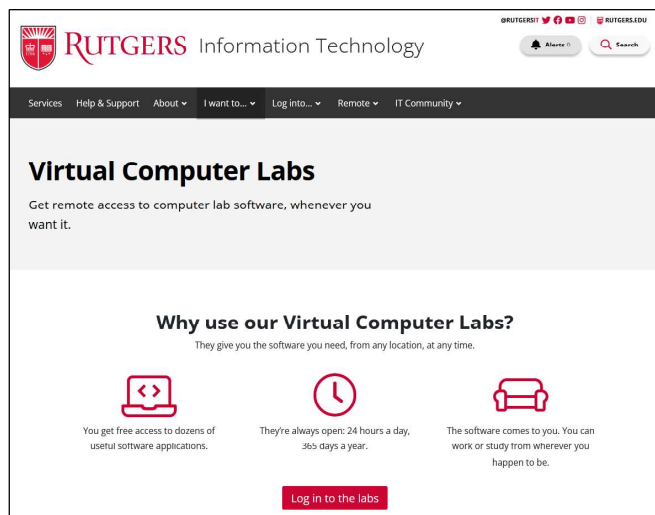 @RUTGERSIT RUTGERS.EDU
RUTGERS Information Technology
Alerts 0 Search
Services Help & Support About I want to... Log into... Remote IT Community
Virtual Computer Labs
Get remote access to computer lab software, whenever you
want it.
Why use our Virtual Computer Labs?
They give you the software you need, from any location, at any time.
You get free access to dozens of
useful software applications.
They're always open: 24 hours a day,
365 days a year.
The software comes to you. You can
work or study from wherever you
happen to be.
Log in to the labs